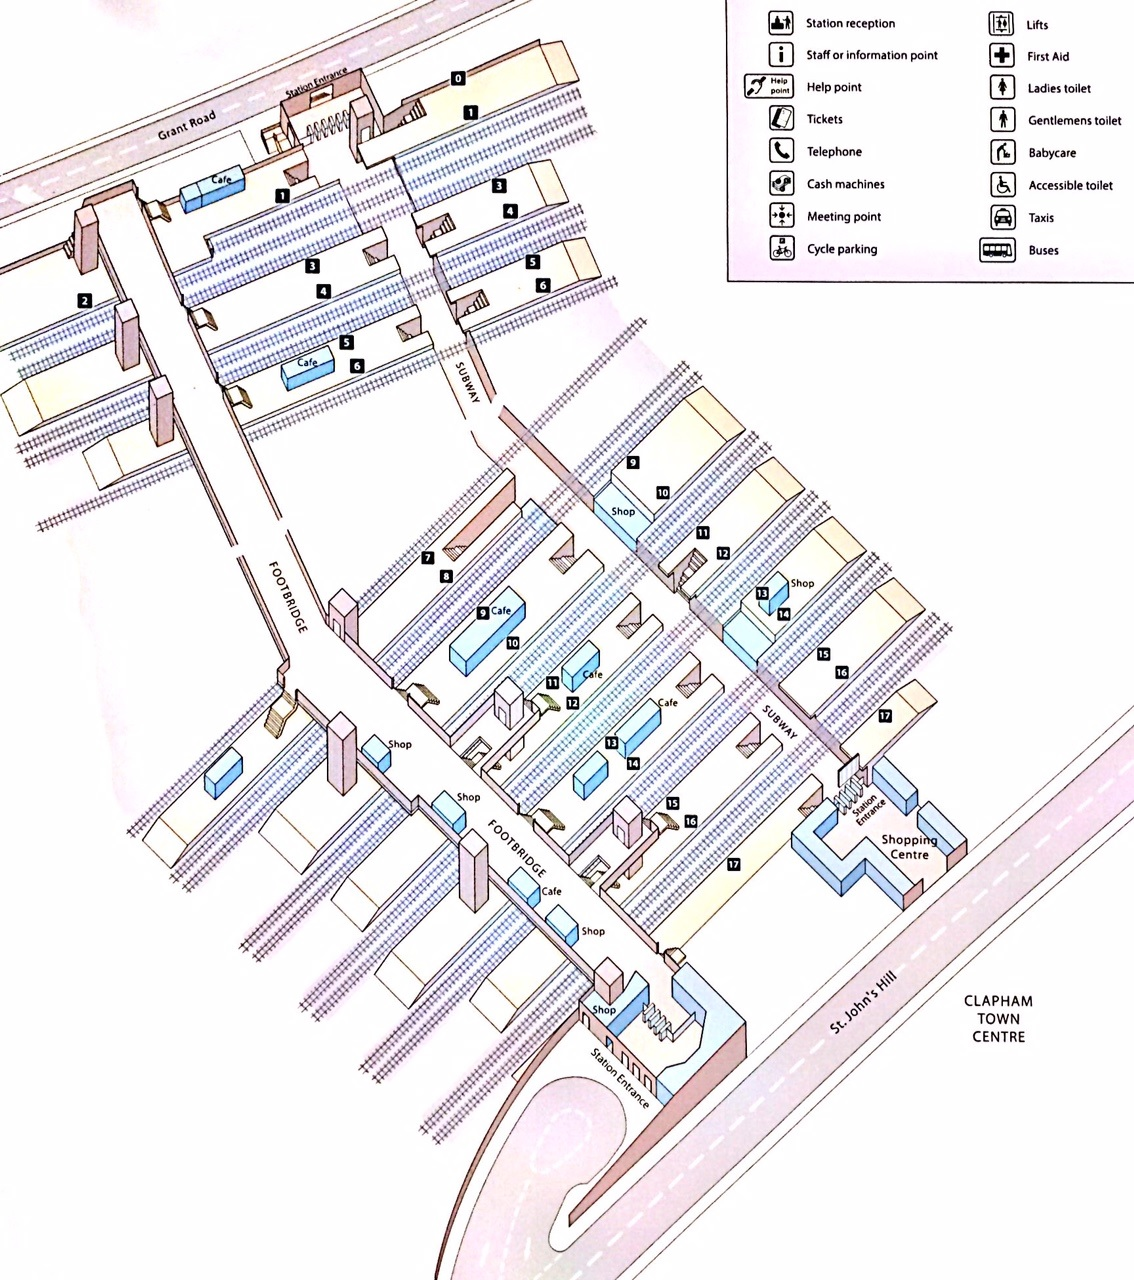 Station reception
Staff or information point
Help point
Help point
Tickets
Telephone
Cash machines
Meeting point
Cycle parking
Lifts
First Aid
Ladies toilet
Gentlemens toilet
Babycare
Accessible toilet
Taxis
Buses
Station Entrance
Grant Road
0
1
Cafe
1
3
4
2
3
4
5
6
5
Cafe
6
SUBWAY
9
10
Shop
11
12
7
8
FOOTBRIDGE
Shop
13
14
9
Cafe
10
15
16
11
Cafe
12
Cafe
13
14
SUBWAY
17
Shop
Shop
15
16
FOOTBRIDGE
Station
Entrance
Shopping
Centre
17
Cafe
Shop
Shop
Station Entrance
St. John's Hill
CLAPHAM
TOWN
CENTRE